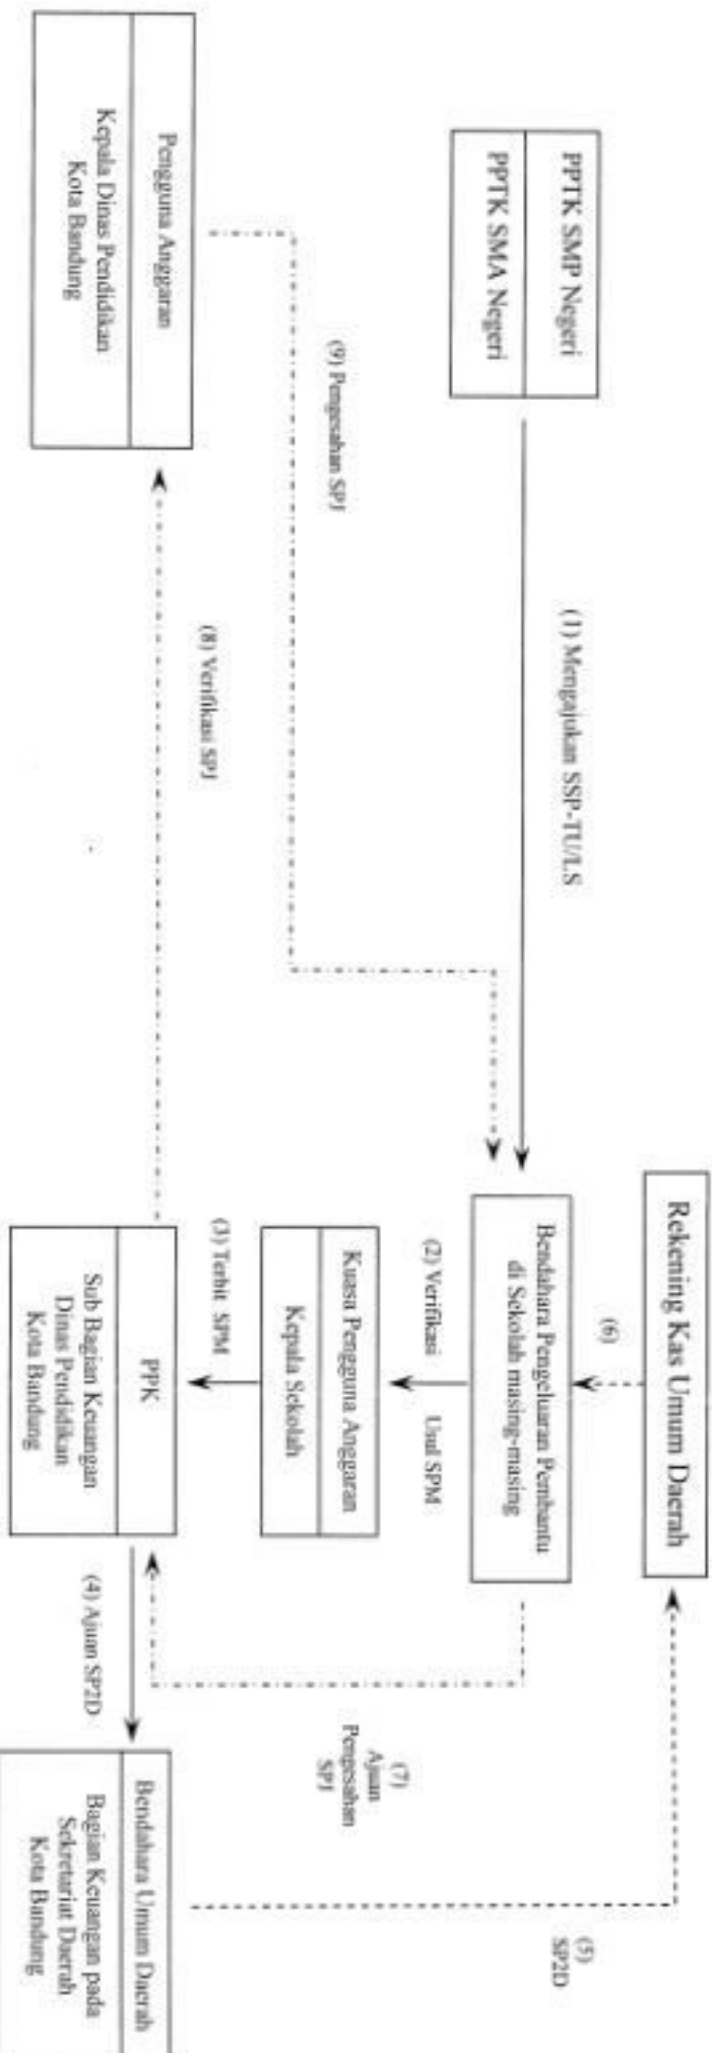 Rekening Kas Umum Daerah
(6)
(5)
SP2D
PPTK SMP Negeri
PPTK SMA Negeri
(1) Mengajukan SSP-TU/LS
Bendahara Pengeluaran Pembantu
di Sekolah masing-masing
(2) Verifikasi
Usul SPM
(7)
Ajuan
Pengesahan
SPJ
(9) Pengesahan SPJ
Kuasa Pengguna Anggaran
Kepala Sekolah
(3) Terbit SPM
(8) Verifikasi SPJ
Pengguna Anggaran
Kepala Dinas Pendidikan
Kota Bandung
PPK
Sub Bagian Keuangan
Dinas Pendidikan
Kota Bandung
(4) Ajuan SP2D
Bendahara Umum Daerah
Bagian Keuangan pada
Sekretariat Daerah
Kota Bandung